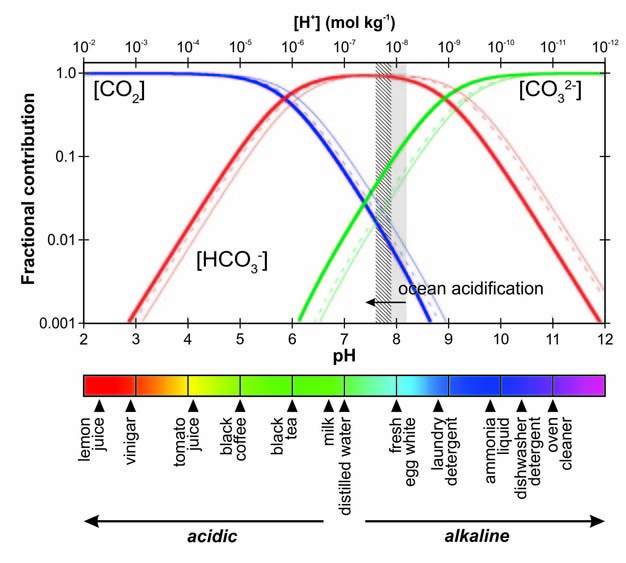 [H⁺] (mol kg⁻¹)
10⁻² 10⁻³ 10⁻⁴ 10⁻⁵ 10⁻⁶ 10⁻⁷ 10⁻⁸ 10⁻⁹ 10⁻¹⁰ 10⁻¹¹ 10⁻¹²
1.0
[CO₂]
[CO₃²⁻]
Fractional contribution
0.1
[HCO₃⁻]
0.01
ocean acidification
0.001
2 3 4 5 6 7 8 9 10 11 12
pH
lemon
juice
vinigar
tomato
juice
black
coffee
black
tea
milk
distilled water
fresh
egg white
laundry
detergent
ammonia
liquid
dishwasher
detergent
oven
cleaner
acidic
alkaline